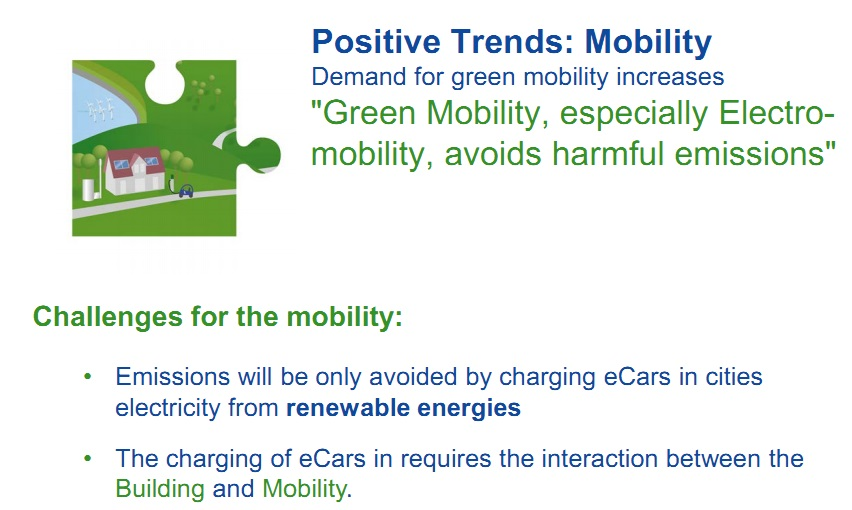 Positive Trends: Mobility
Demand for green mobility increases
"Green Mobility, especially Electro-
mobility, avoids harmful emissions"
Challenges for the mobility:
• Emissions will be only avoided by charging eCars in cities
electricity from renewable energies
• The charging of eCars in requires the interaction between the
Building and Mobility.